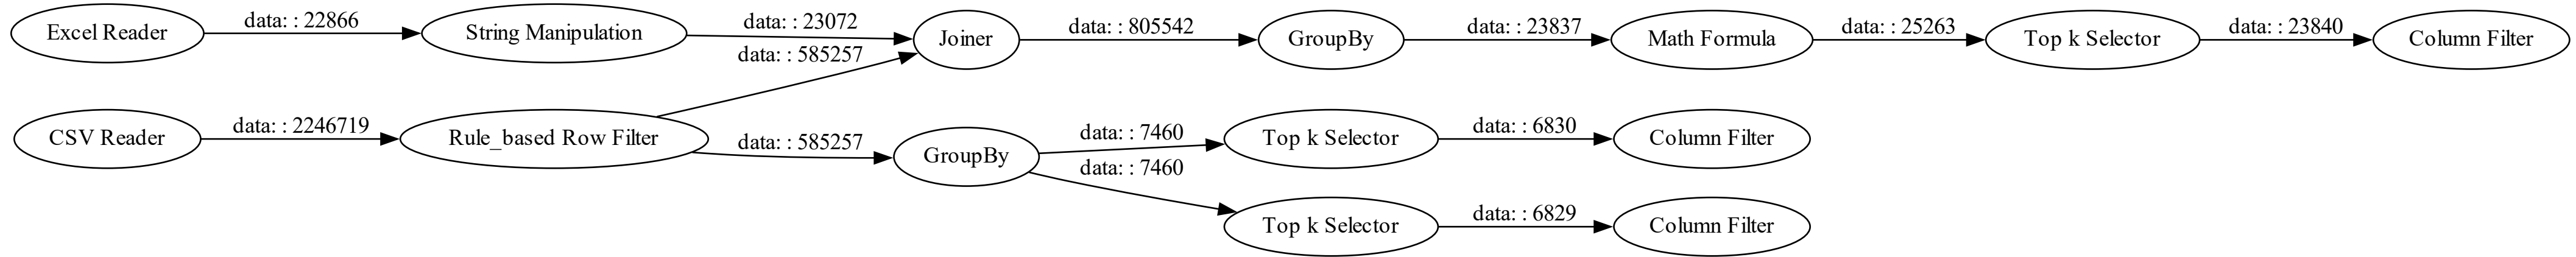 Excel Reader
data: : 22866
String Manipulation
data: : 23072
Joiner
data: : 805542
GroupBy
data: : 23837
Math Formula
data: : 25263
Top k Selector
data: : 23840
Column Filter
data: : 585257
CSV Reader
data: : 2246719
Rule_based Row Filter
data: : 585257
GroupBy
data: : 7460
Top k Selector
data: : 6830
Column Filter
data: : 7460
Top k Selector
data: : 6829
Column Filter